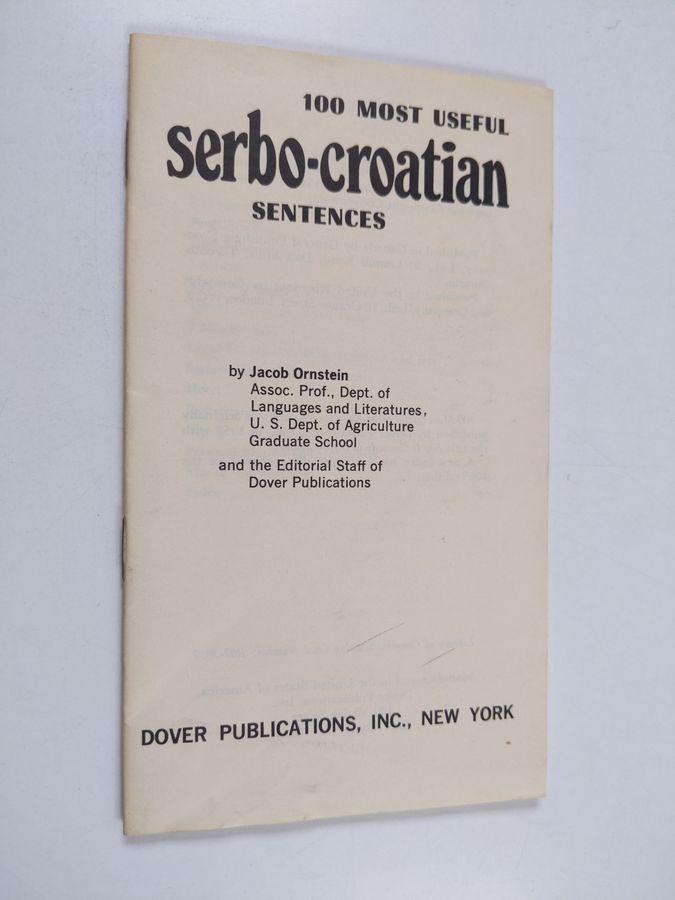 100 MOST USEFUL
serbo-croatian
SENTENCES
by Jacob Ornstein
Assoc. Prof., Dept. of
Languages and Literatures,
U. S. Dept. of Agriculture
Graduate School
and the Editorial Staff of
Dover Publications
DOVER PUBLICATIONS, INC., NEW YORK